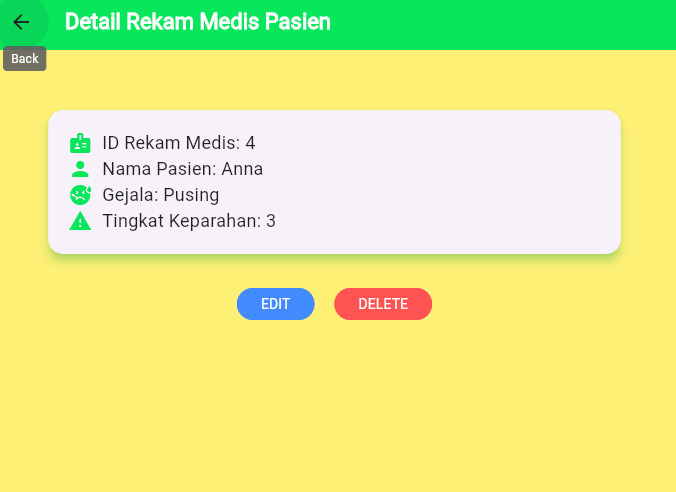 Detail Rekam Medis Pasien
Back
ID Rekam Medis: 4
Nama Pasien: Anna
Gejala: Pusing
Tingkat Keparahan: 3
EDIT
DELETE